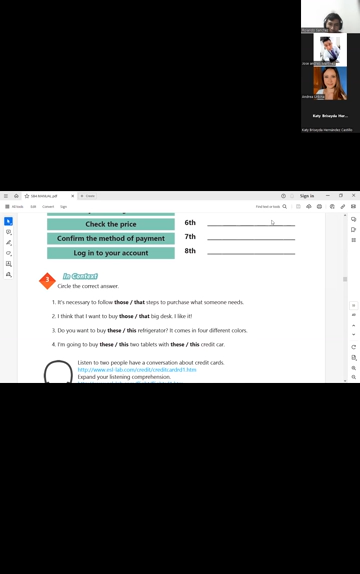 Katy Brisayda Her...
Katy Brisayda Hernandez Castillo
Sign in
All tools Edit Convert Sign
Find text or tools
Check the price 6th
Confirm the method of payment 7th
Log in to your account 8th
3 In Context
Circle the correct answer.
1. It's necessary to follow those / that steps to purchase what someone needs.
2. I think that I want to buy those / that big desk. I like it!
3. Do you want to buy these / this refrigerator? It comes in four different colors.
4. I'm going to buy these / this two tablets with these / this credit car.
Listen to two people have a conversation about credit cards.
http://www.esl-lab.com/credit/creditcardrd1.htm
Expand your listening comprehension.